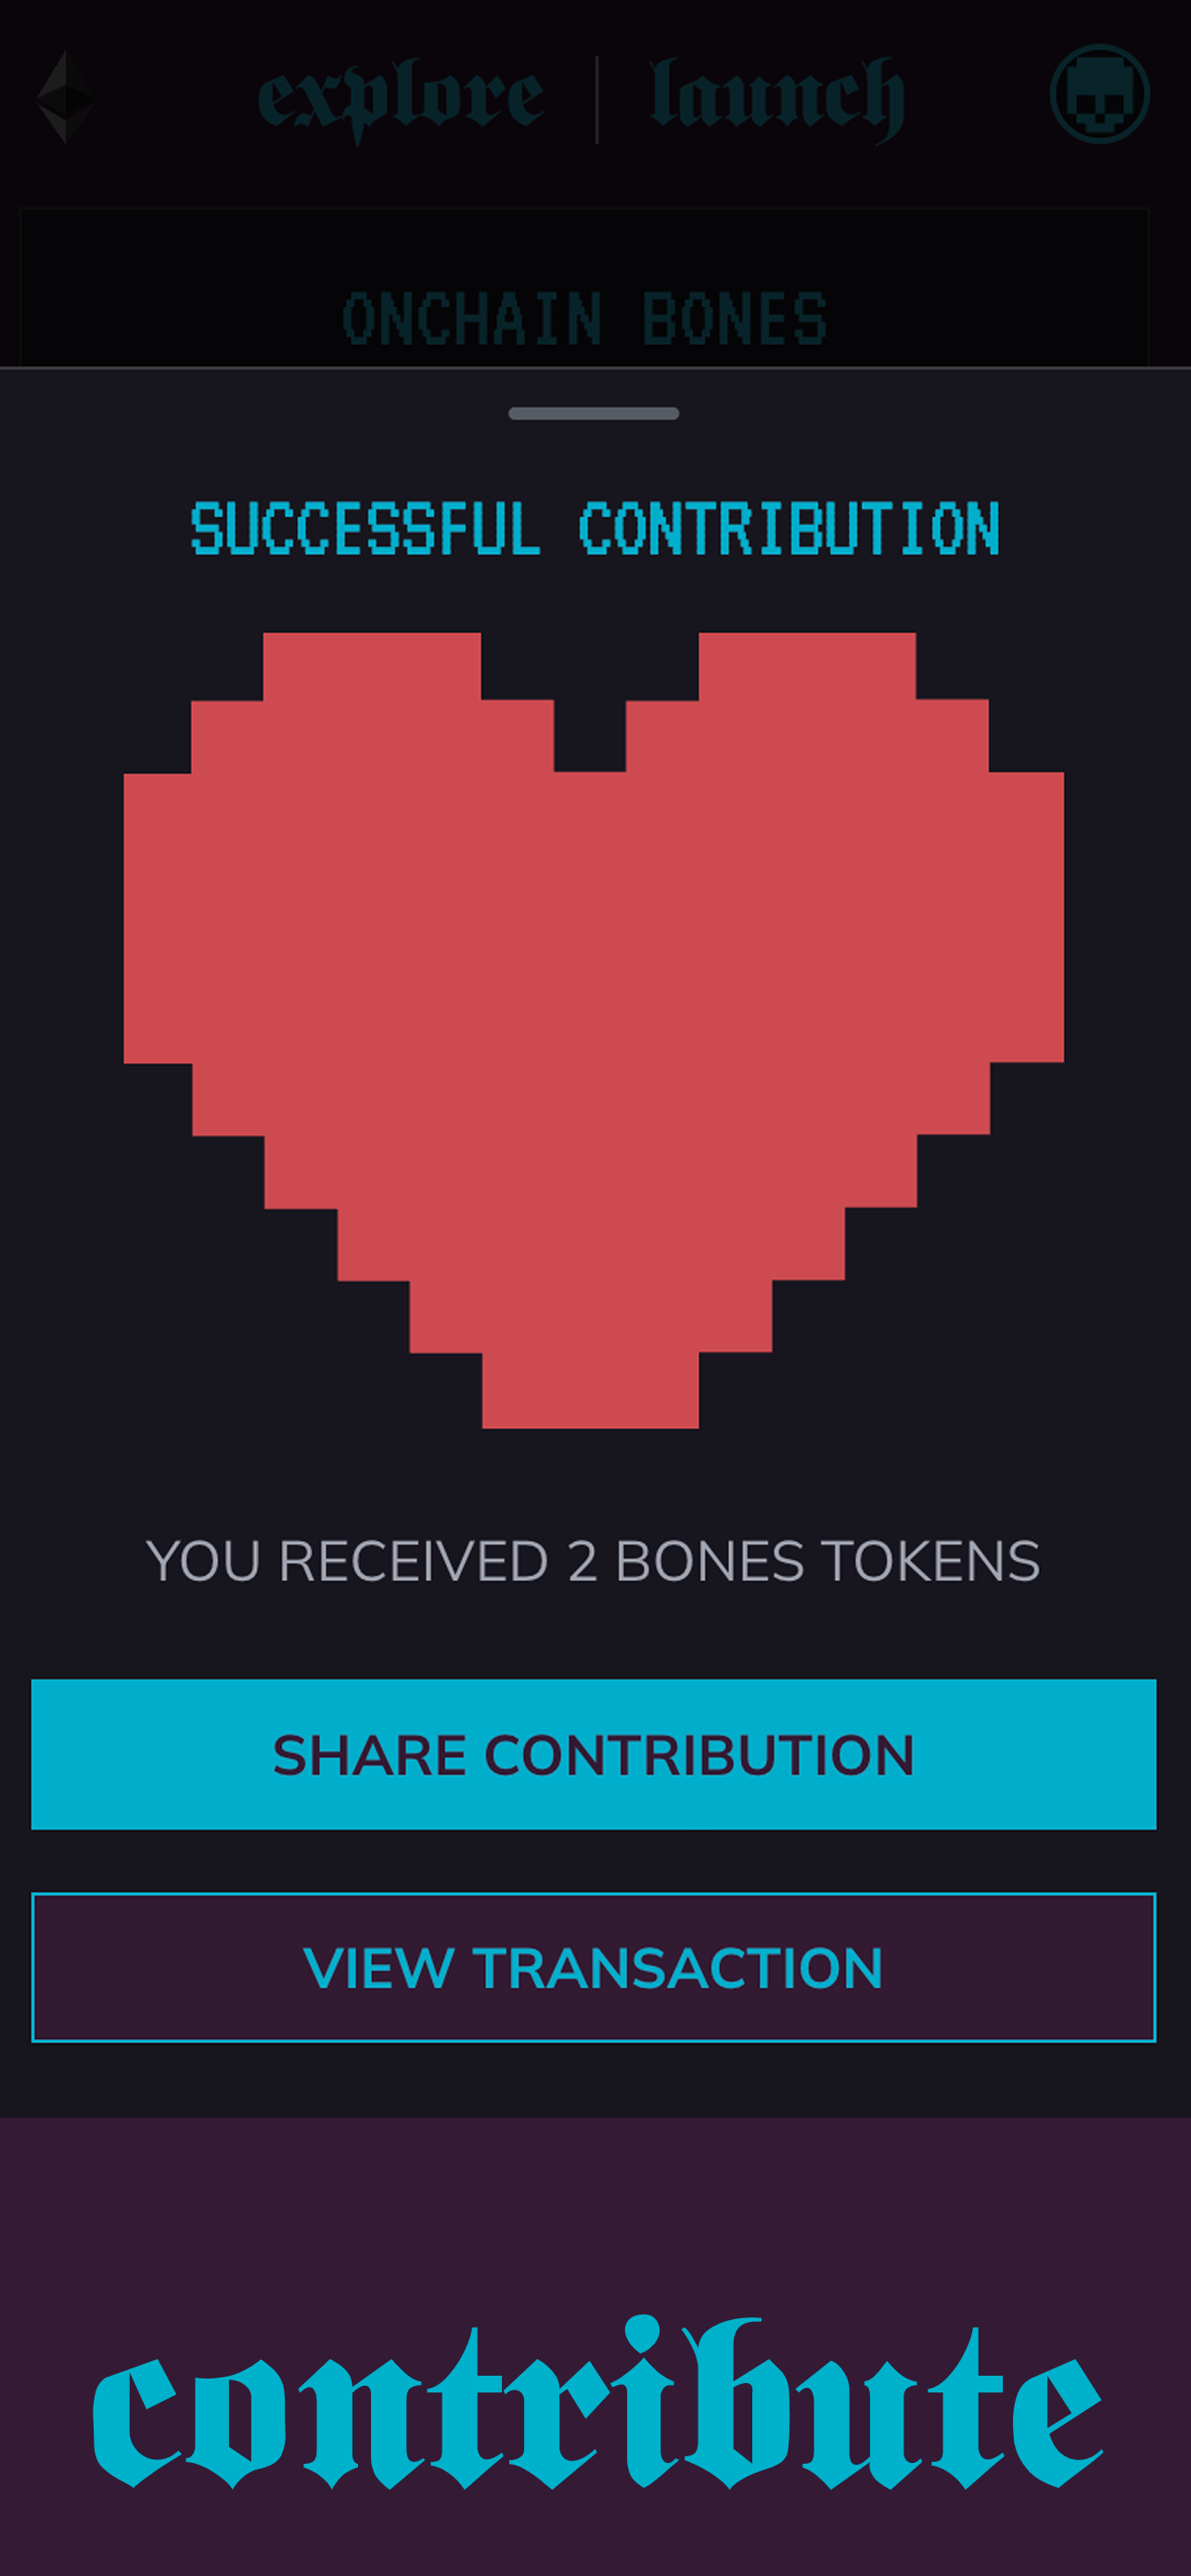 explore | launch
ONCHAIN BONES
SUCCESSFUL CONTRIBUTION
YOU RECEIVED 2 BONES TOKENS
SHARE CONTRIBUTION
VIEW TRANSACTION
contribute